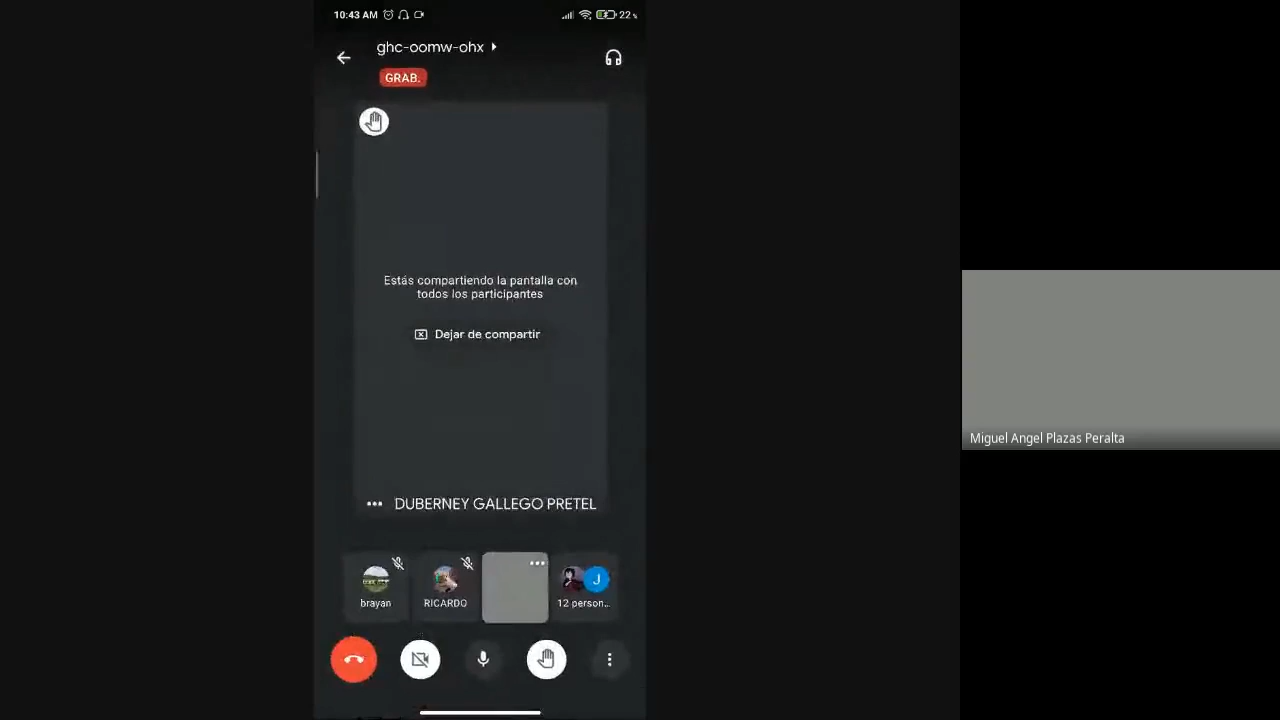 10:43 AM 22%
ghc-oomw-ohx
GRAB.
Estás compartiendo la pantalla con
todos los participantes
Dejar de compartir
DUBERNEY GALLEGO PRETEL
J
brayan RICARDO 12 person...
Miguel Angel Plazas Peralta